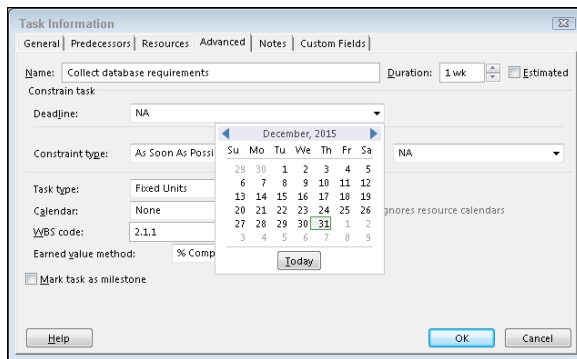 Task Information
General Predecessors Resources Advanced Notes Custom Fields
Name: Collect database requirements Duration: 1 wk Estimated
Constrain task
Deadline: NA
December, 2015
Constraint type: As Soon As Possi NA
Su Mo Tu We Th Fr Sa
29 30 1 2 3 4 5
6 7 8 9 10 11 12
13 14 15 16 17 18 19
20 21 22 23 24 25 26
27 28 29 30 31 1 2
3 4 5 6 7 8 9
Today
Task type: Fixed Units
Calendar: None gnores resource calendars
WBS code: 2.1.1
Earned value method: % Comp
Mark task as milestone
Help OK Cancel